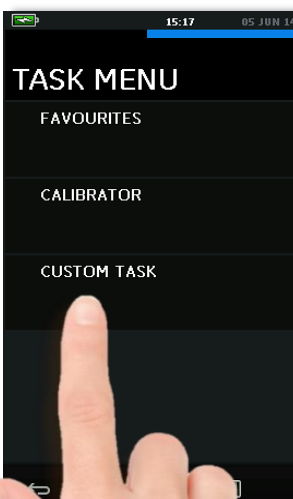 15:17 05 JUN 14
TASK MENU
FAVOURITES
CALIBRATOR
CUSTOM TASK